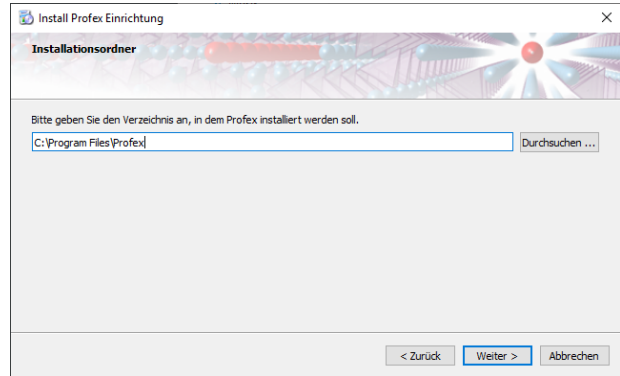 Install Profex Einrichtung
Installationsordner
Bitte geben Sie den Verzeichnis an, in dem Profex installiert werden soll.
C:\Program Files\Profex
Durchsuchen ...
< Zurück
Weiter >
Abbrechen